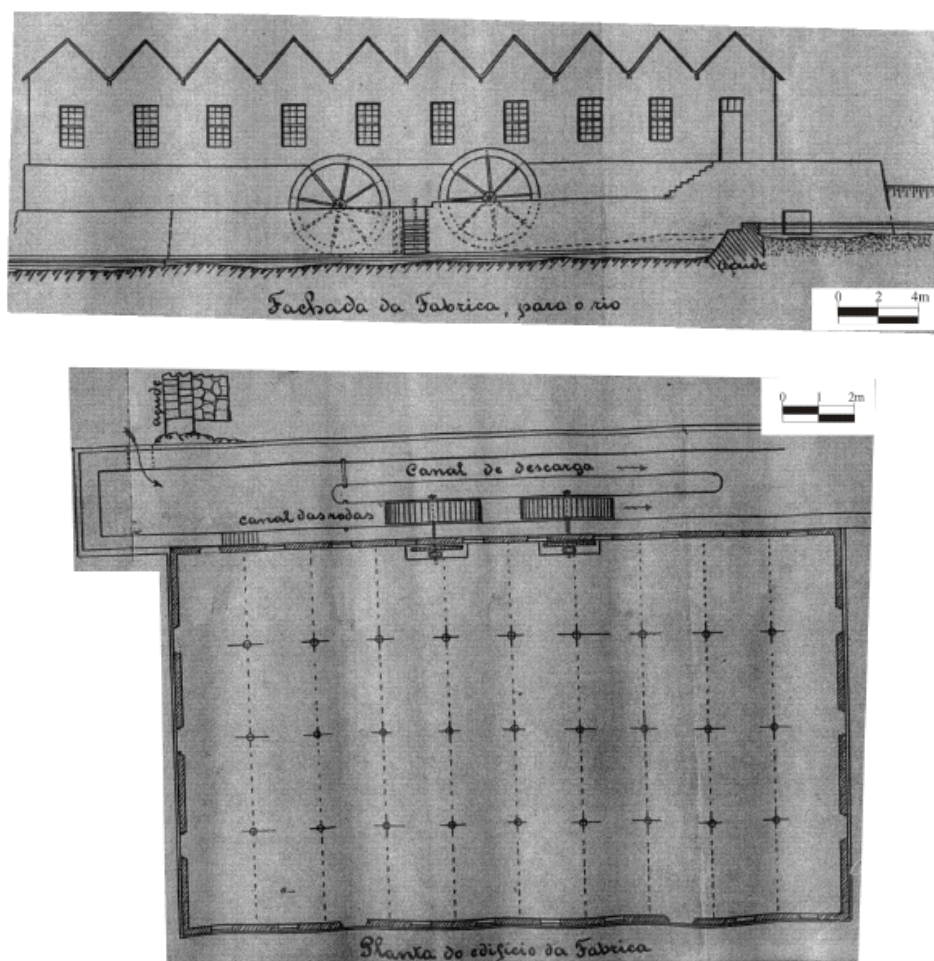 açude
Fachada da Fabrica, para o rio
0 2 4m
0 1 2m
açude
Canal de descarga
canal das rodas
Planta do edificio da Fabrica